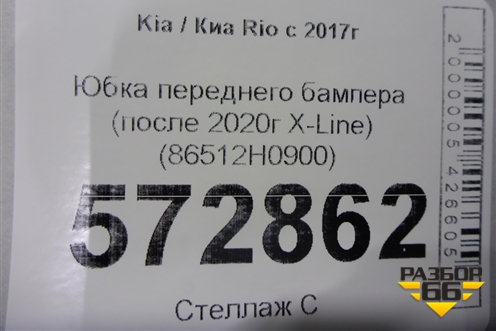 Kia / Киа Rio с 2017г
Юбка переднего бампера
(после 2020г X-Line)
(86512H0900)
572862
Стеллаж С
2000005426605
РАЗБОР
66